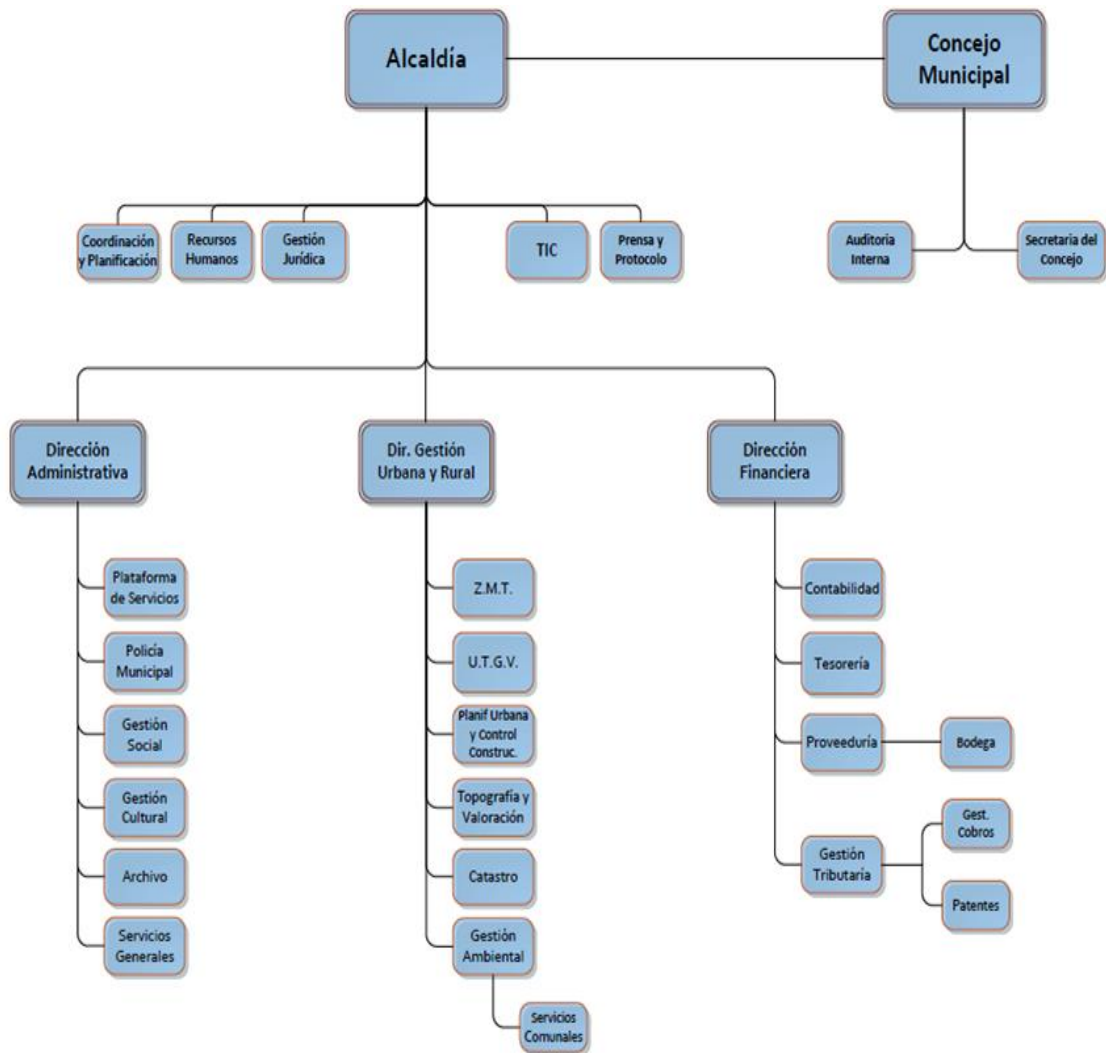 Alcaldía
Concejo
Municipal
Coordinación
y Planificación
Recursos
Humanos
Gestión
Jurídica
TIC
Prensa y
Protocolo
Auditoria
Interna
Secretaria del
Concejo
Dirección
Administrativa
Dir. Gestión
Urbana y Rural
Dirección
Financiera
Plataforma
de Servicios
Policía
Municipal
Gestión
Social
Gestión
Cultural
Archivo
Servicios
Generales
Z.M.T.
U.T.G.V.
Planif Urbana
y Control
Construc.
Topografía y
Valoración
Catastro
Gestión
Ambiental
Servicios
Comunales
Contabilidad
Tesorería
Proveeduría
Bodega
Gestión
Tributaria
Gest.
Cobros
Patentes